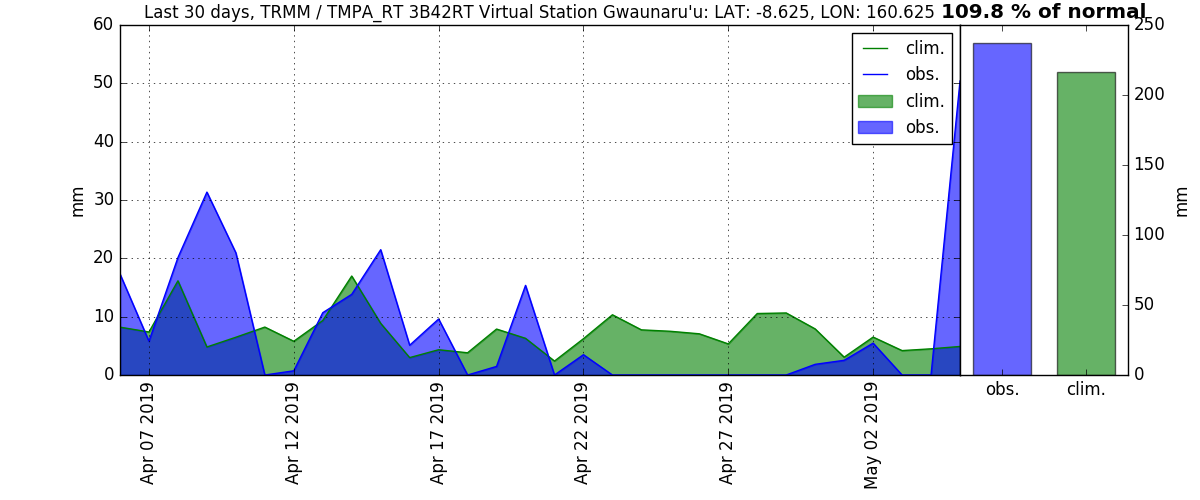 Last 30 days, TRMM / TMPA_RT 3B42RT Virtual Station Gwaunaru'u: LAT: -8.625, LON: 160.625 109.8 % of normal
60
50
40
30
20
10
0
mm
clim.
obs.
clim.
obs.
Apr 07 2019
Apr 12 2019
Apr 17 2019
Apr 22 2019
Apr 27 2019
May 02 2019
250
200
150
100
50
0
mm
obs.
clim.